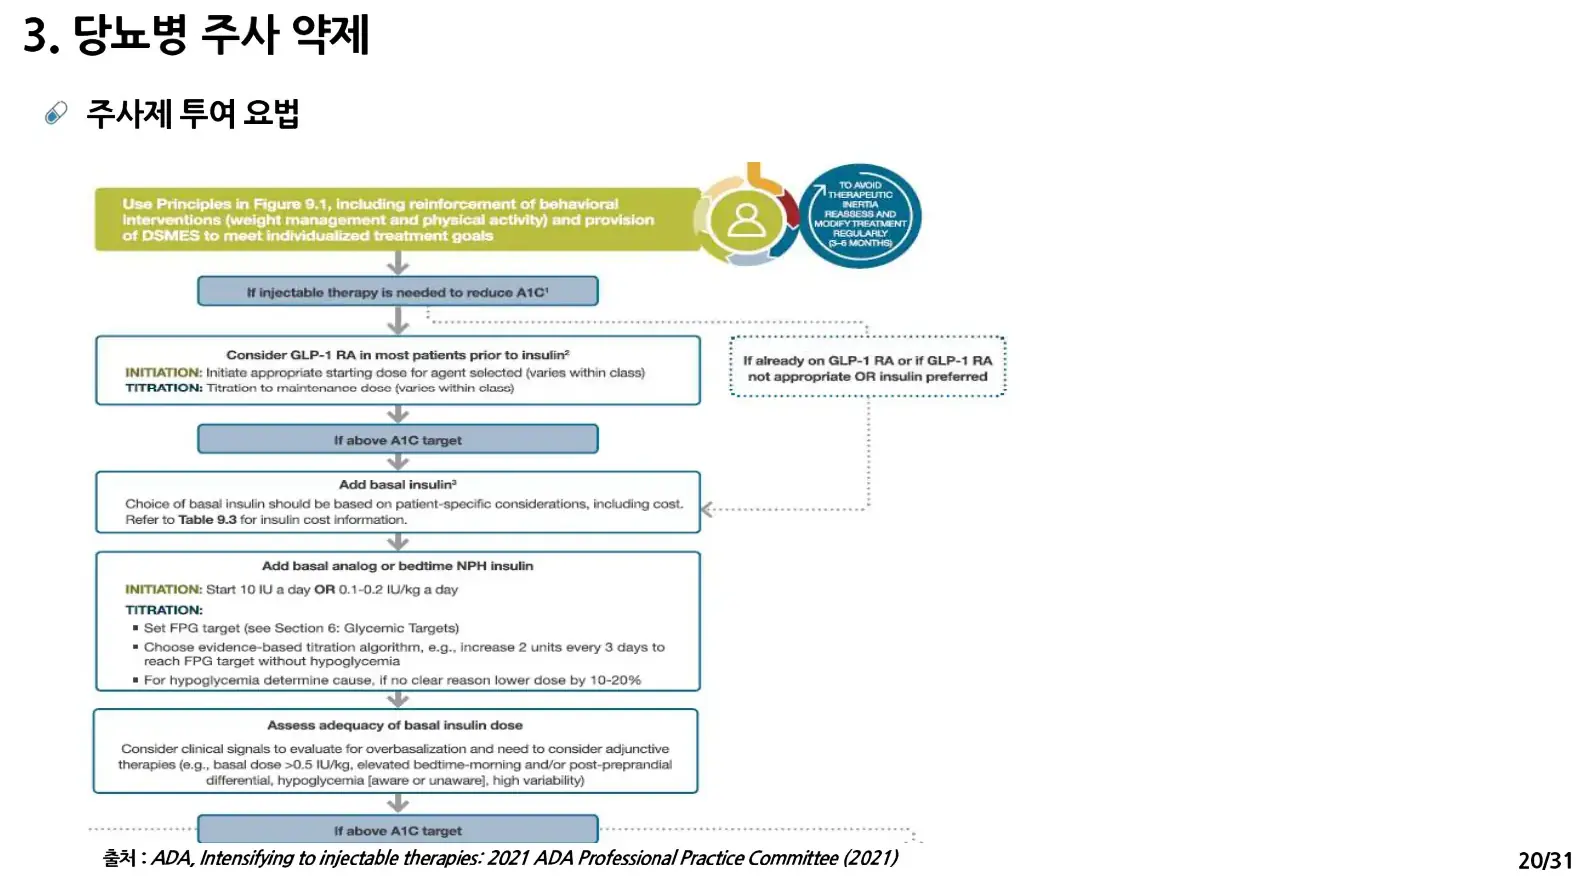 3. 당뇨병 주사 약제
주사제 투여 요법
Use Principles in Figure 9.1, including reinforcement of behavioral
interventions (weight management and physical activity) and provision
of DSMES to meet individualized treatment goals
TO AVOID
THERAPEUTIC
INERTIA
REASSESS AND
MODIFY TREATMENT
REGULARLY
(3–6 MONTHS)
If injectable therapy is needed to reduce A1C¹
Consider GLP-1 RA in most patients prior to insulin²
INITIATION: Initiate appropriate starting dose for agent selected (varies within class)
TITRATION: Titration to maintenance dose (varies within class)
If already on GLP-1 RA or if GLP-1 RA
not appropriate OR insulin preferred
If above A1C target
Add basal insulin³
Choice of basal insulin should be based on patient-specific considerations, including cost.
Refer to Table 9.3 for insulin cost information.
Add basal analog or bedtime NPH insulin
INITIATION: Start 10 IU a day OR 0.1-0.2 IU/kg a day
TITRATION:
▪ Set FPG target (see Section 6: Glycemic Targets)
▪ Choose evidence-based titration algorithm, e.g., increase 2 units every 3 days to
reach FPG target without hypoglycemia
▪ For hypoglycemia determine cause, if no clear reason lower dose by 10-20%
Assess adequacy of basal insulin dose
Consider clinical signals to evaluate for overbasalization and need to consider adjunctive
therapies (e.g., basal dose >0.5 IU/kg, elevated bedtime-morning and/or post-preprandial
differential, hypoglycemia [aware or unaware], high variability)
If above A1C target
출처 : ADA, Intensifying to injectable therapies: 2021 ADA Professional Practice Committee (2021)
20/31